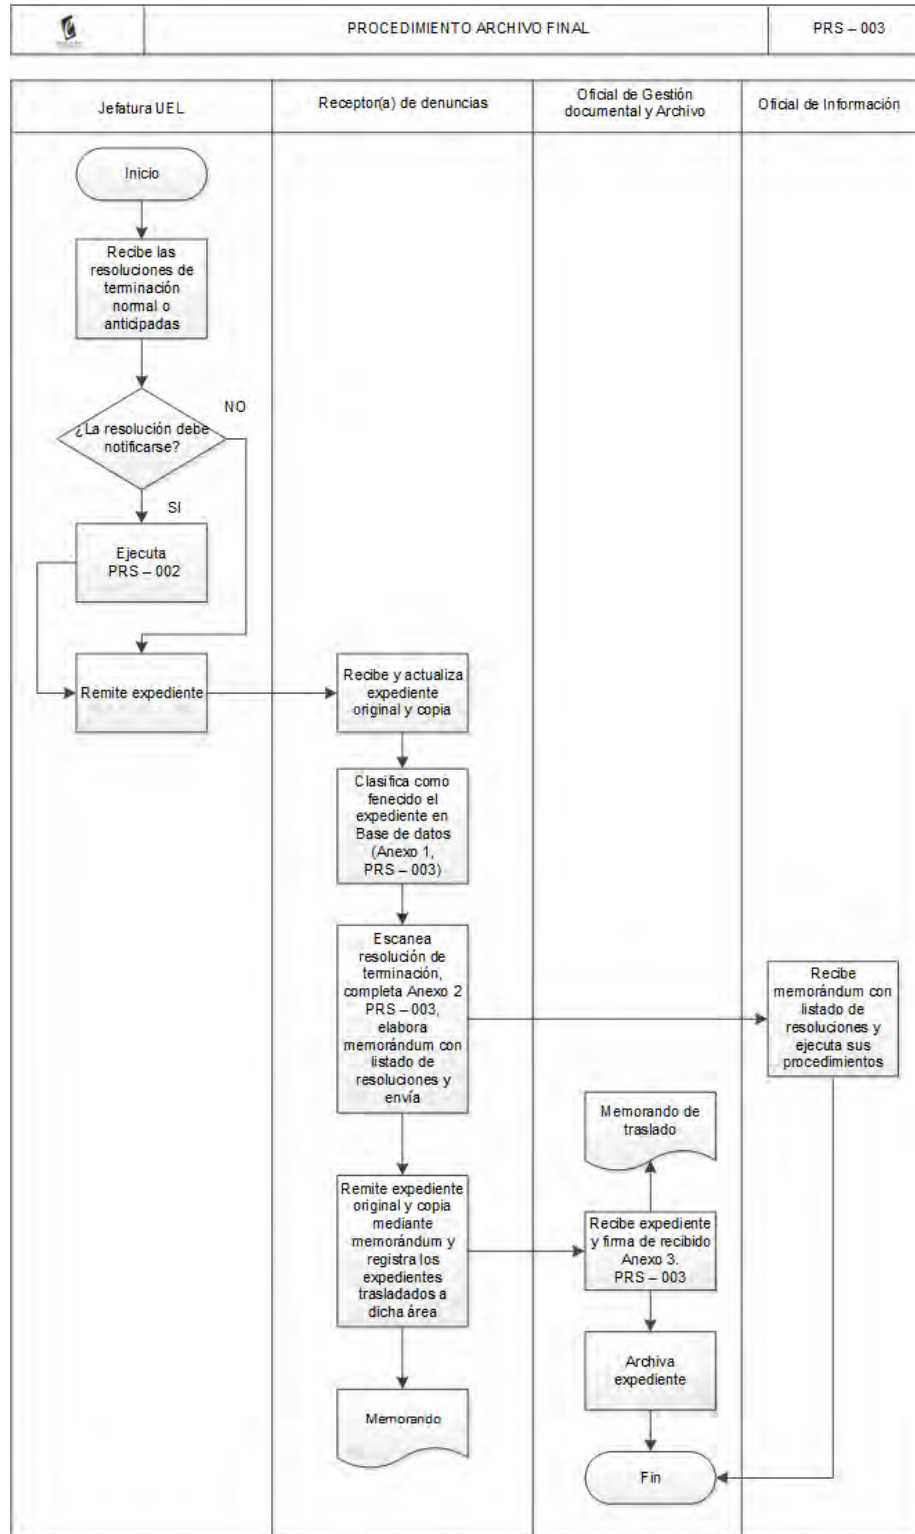 PROCEDIMIENTO ARCHIVO FINAL
PRS – 003
Jefatura UEL
Receptor(a) de denuncias
Oficial de Gestión
documental y Archivo
Oficial de Información
Inicio
Recibe las
resoluciones de
terminación
normal o
anticipadas
¿La resolución debe
notificarse?
NO
SI
Ejecuta
PRS – 002
Remite expediente
Recibe y actualiza
expediente
original y copia
Clasifica como
fenecido el
expediente en
Base de datos
(Anexo 1,
PRS – 003)
Escanea
resolución de
terminación,
completa Anexo 2
PRS – 003,
elabora
memorándum con
listado de
resoluciones y
envía
Recibe
memorándum con
listado de
resoluciones y
ejecuta sus
procedimientos
Memorando de
traslado
Remite expediente
original y copia
mediante
memorándum y
registra los
expedientes
trasladados a
dicha área
Recibe expediente
y firma de recibido
Anexo 3.
PRS – 003
Archiva
expediente
Memorando
Fin